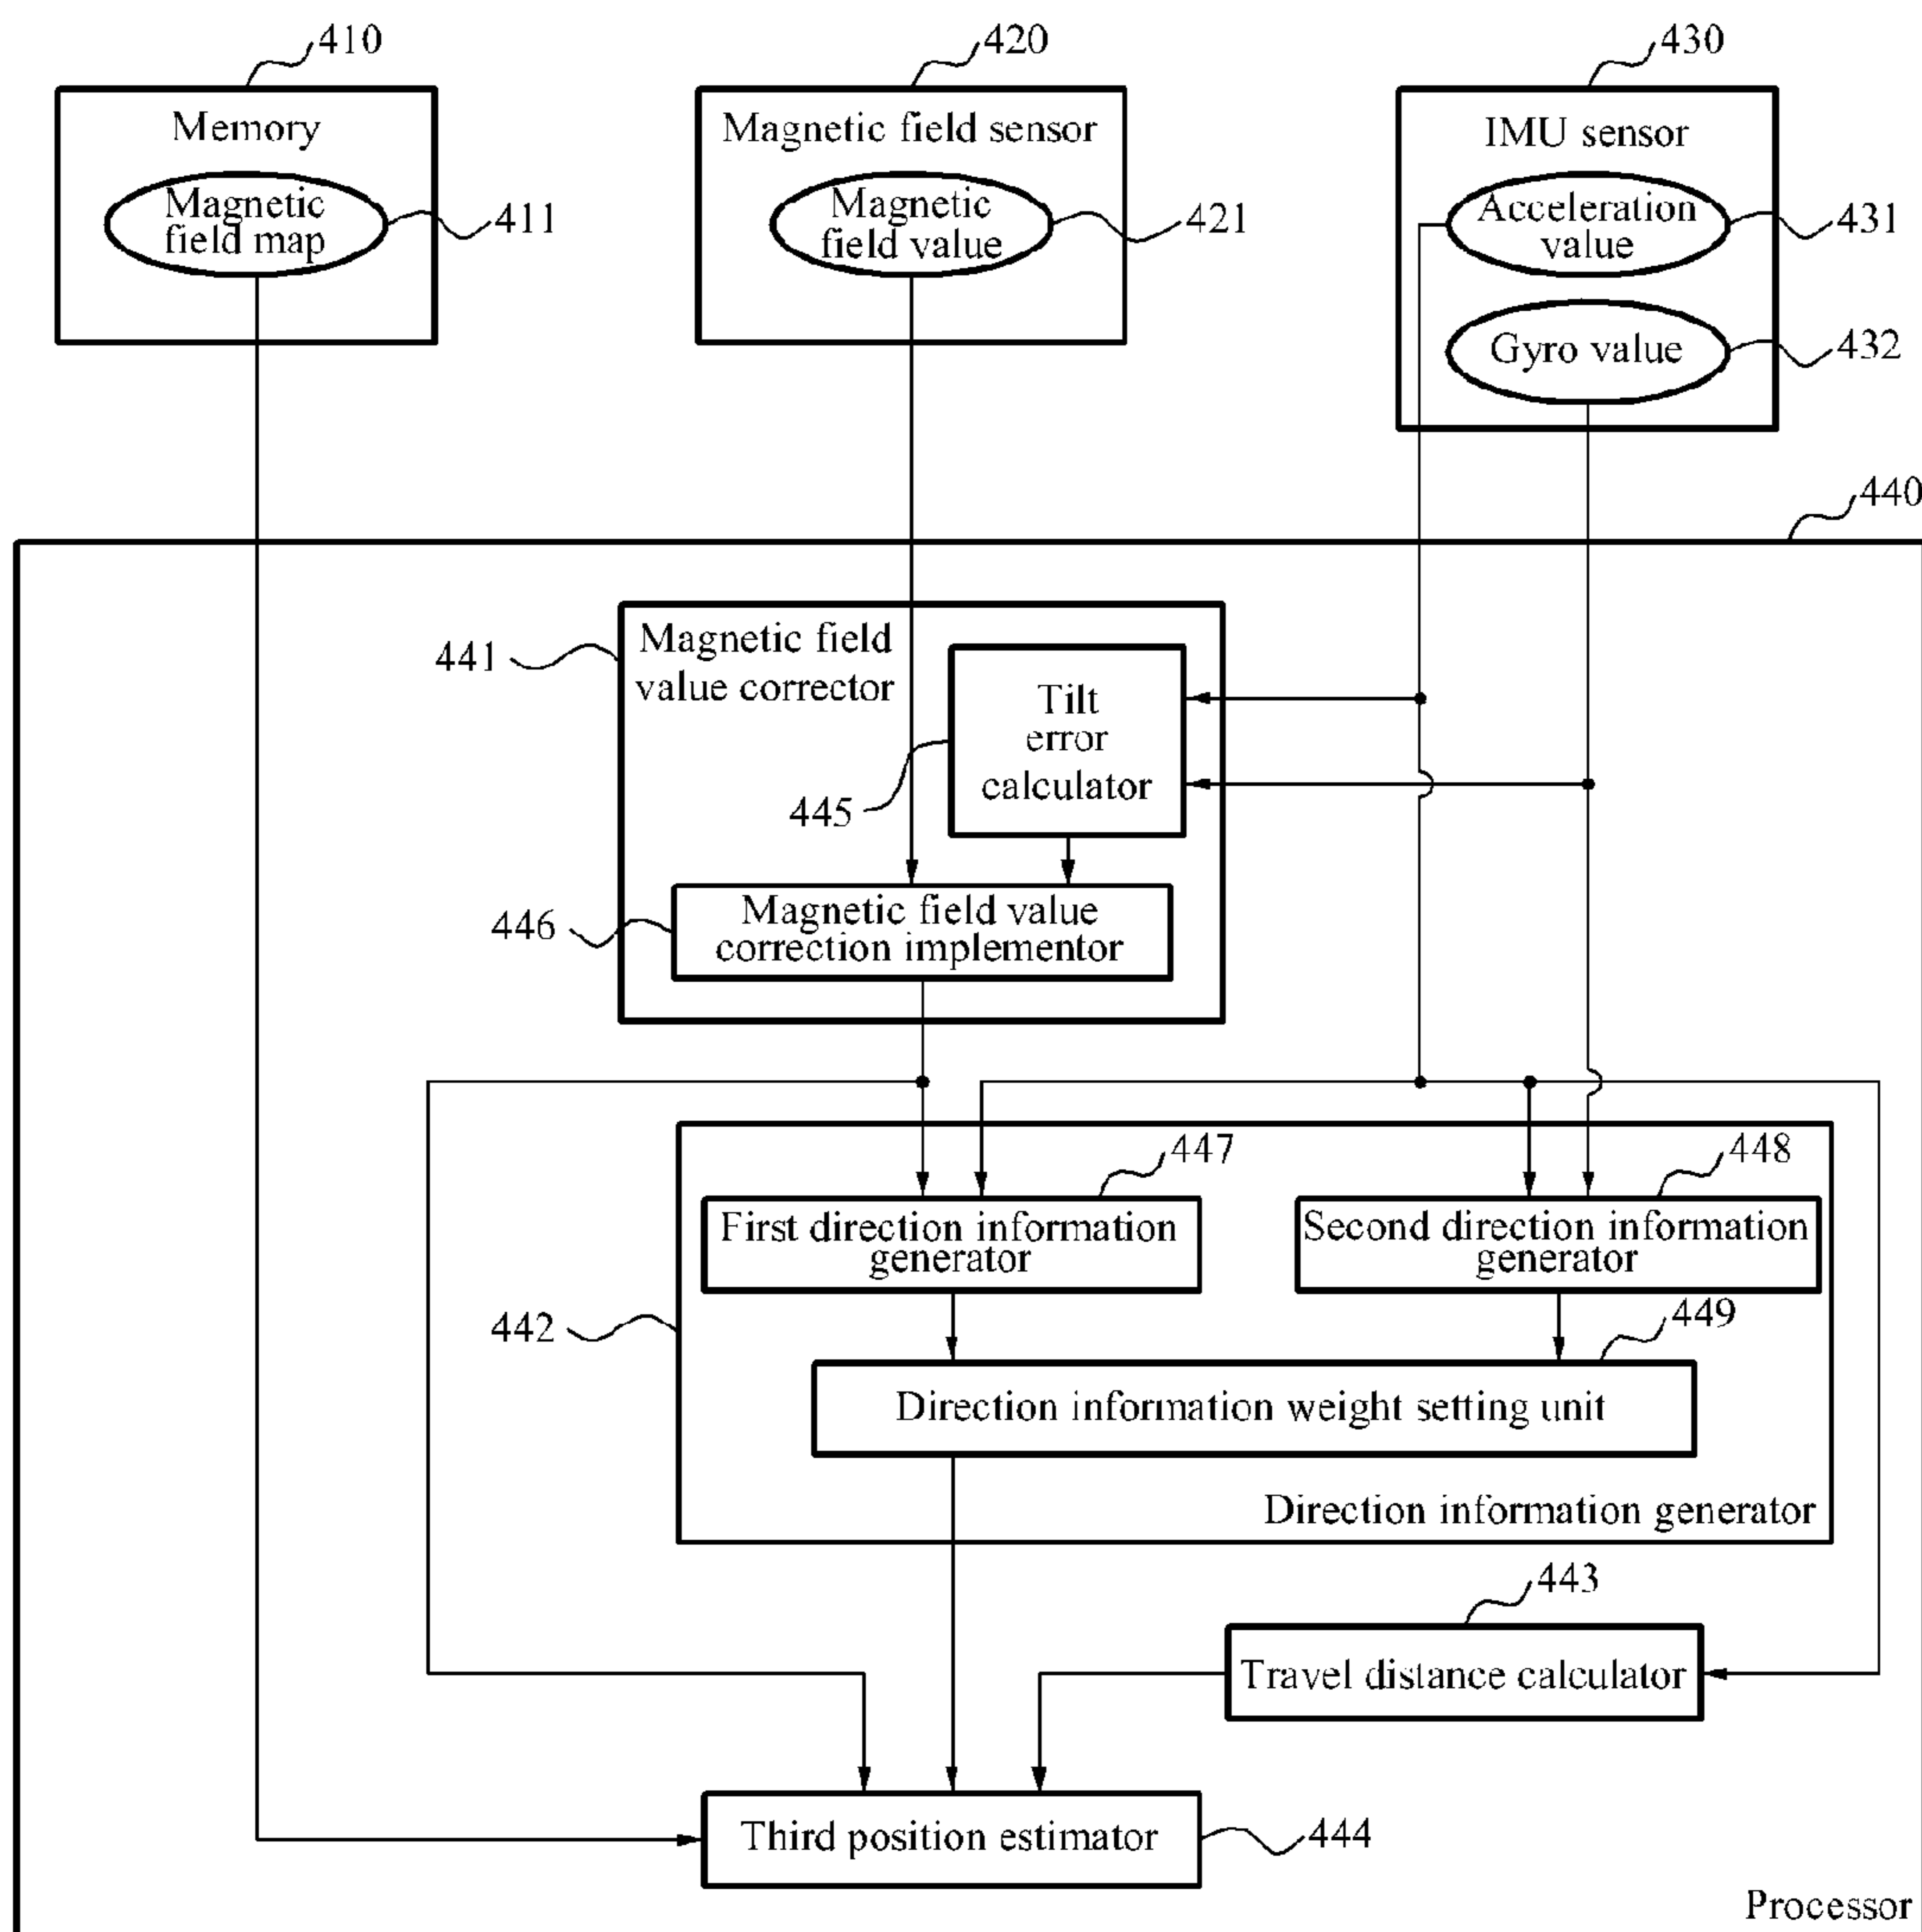 410
420
430
Memory
Magnetic field sensor
IMU sensor
Magnetic
field map
411
Magnetic
field value
421
Acceleration
value
431
Gyro value
432
440
441
Magnetic field
value corrector
Tilt
error
calculator
445
446
Magnetic field value
correction implementor
447
448
First direction information
generator
Second direction information
generator
442
449
Direction information weight setting unit
Direction information generator
443
Travel distance calculator
Third position estimator
444
Processor